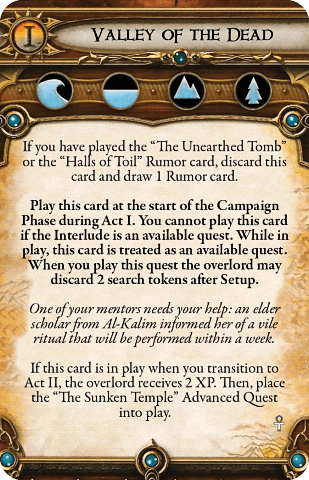 I
Valley of the Dead
If you have played the “The Unearthed Tomb”
or the “Halls of Toil” Rumor card, discard this
card and draw 1 Rumor card.
Play this card at the start of the Campaign
Phase during Act I. You cannot play this card
if the Interlude is an available quest. While in
play, this card is treated as an available quest.
When you play this quest the overlord may
discard 2 search tokens after Setup.
One of your mentors needs your help: an elder
scholar from Al-Kalim informed her of a vile
ritual that will be performed within a week.
If this card is in play when you transition to
Act II, the overlord receives 2 XP. Then, place
the “The Sunken Temple” Advanced Quest
into play.